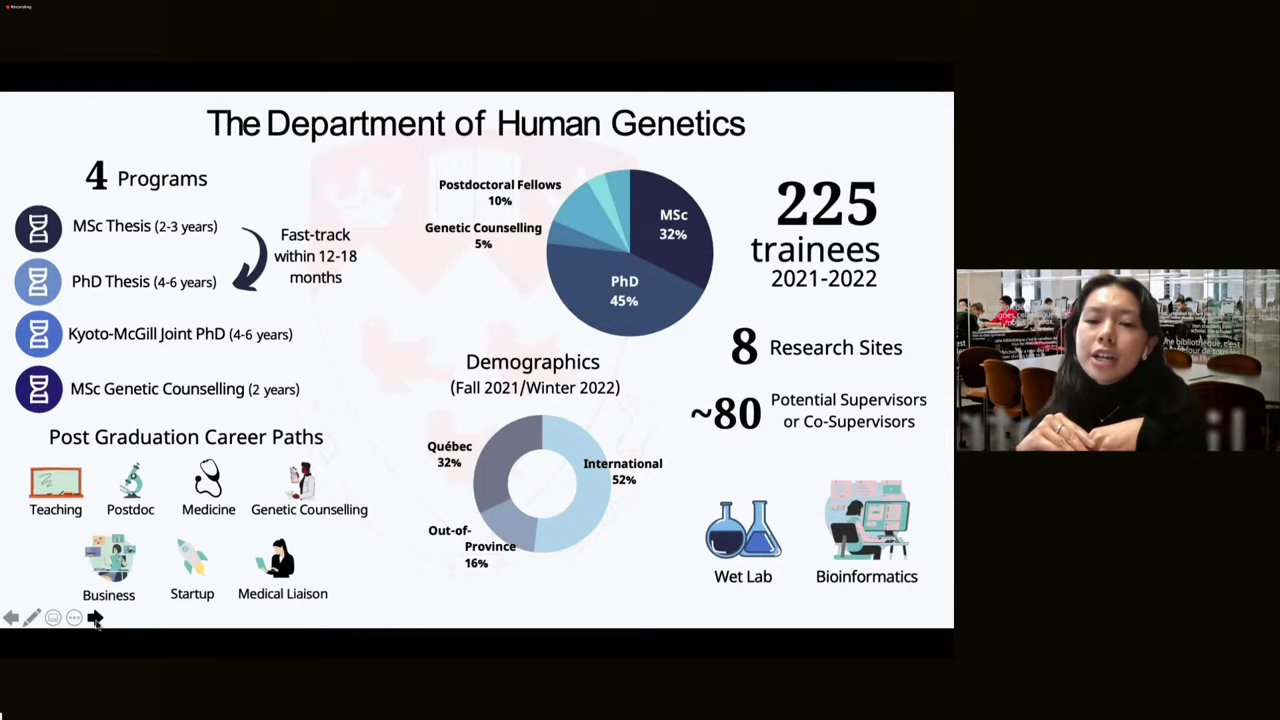 Recording
The Department of Human Genetics
4 Programs
MSc Thesis (2-3 years)
PhD Thesis (4-6 years)
Fast-track
within 12-18
months
Kyoto-McGill Joint PhD (4-6 years)
MSc Genetic Counselling (2 years)
Post Graduation Career Paths
Teaching
Postdoc
Medicine
Genetic Counselling
Business
Startup
Medical Liaison
Postdoctoral Fellows
10%
Genetic Counselling
5%
MSc
32%
PhD
45%
Demographics
(Fall 2021/Winter 2022)
Québec
32%
International
52%
Out-of-
Province
16%
225
trainees
2021-2022
8 Research Sites
~80 Potential Supervisors
or Co-Supervisors
Wet Lab
Bioinformatics
Une bibliothèque, c'est